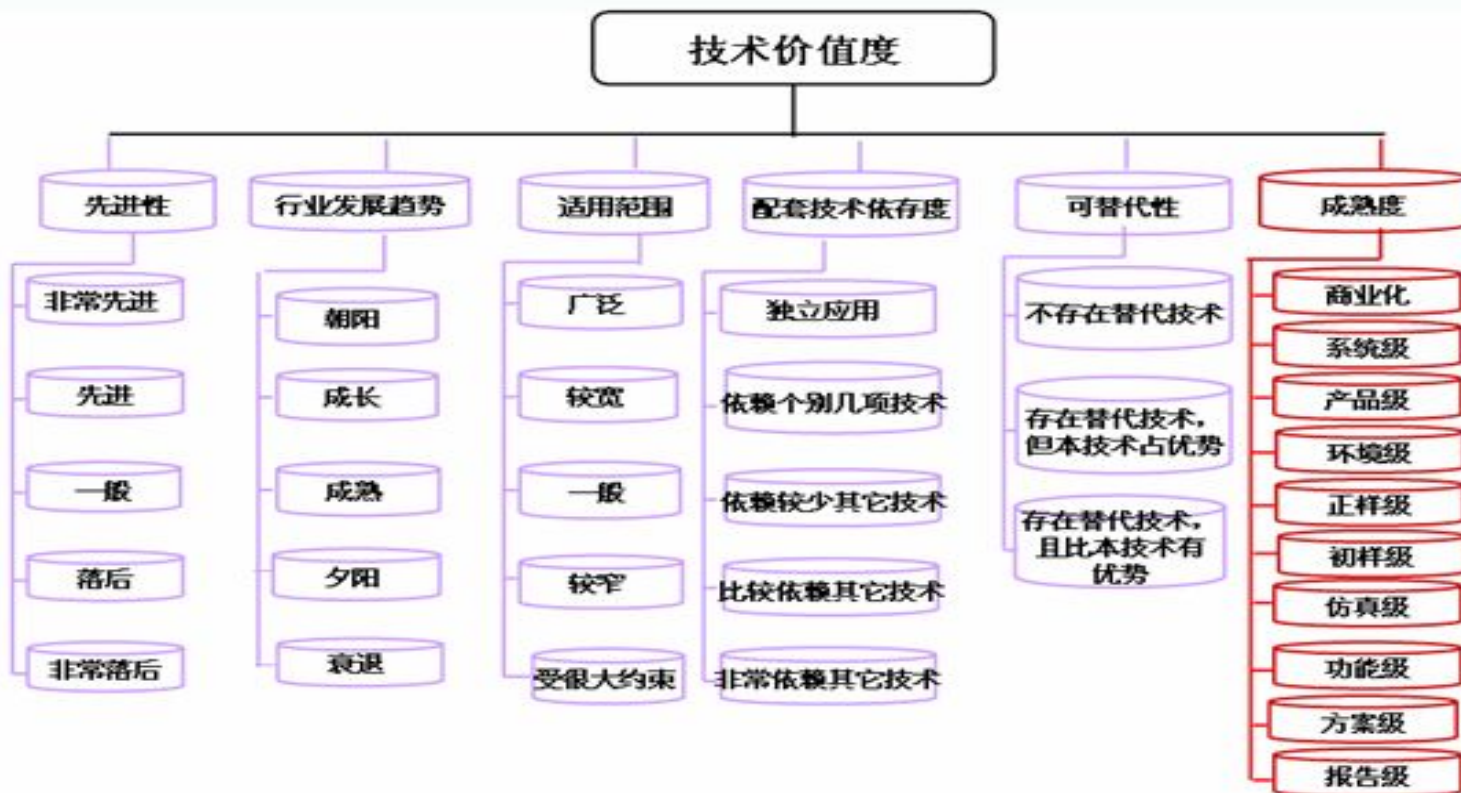 技术价值度
先进性
非常先进
先进
一般
落后
非常落后
行业发展趋势
朝阳
成长
成熟
夕阳
衰退
适用范围
广泛
较宽
一般
较窄
受很大约束
配套技术依存度
独立应用
依赖个别几项技术
依赖较少其它技术
比较依赖其它技术
非常依赖其它技术
可替代性
不存在替代技术
存在替代技术，
但本技术占优势
存在替代技术，
且比本技术有
优势
成熟度
商业化
系统级
产品级
环境级
正样级
初样级
仿真级
功能级
方案级
报告级